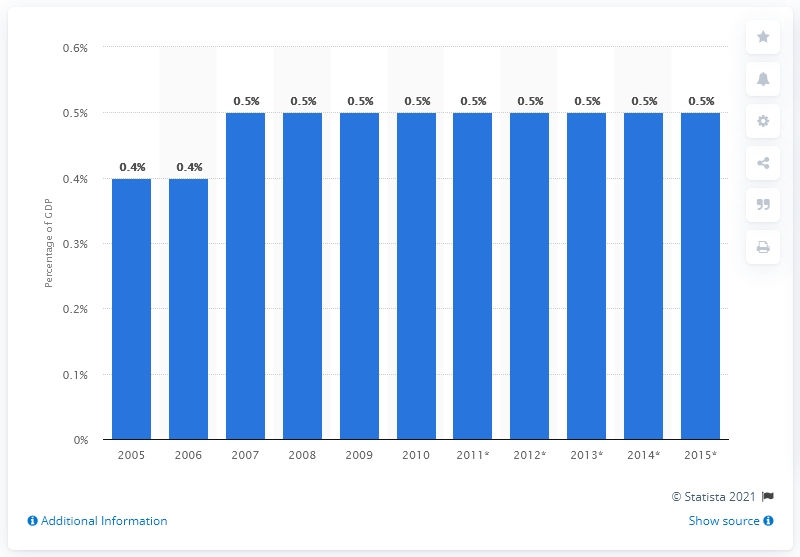 0.6%
0.5%
0.4%
0.3%
0.2%
0.1%
0%
Percentage of GDP
0.4% 0.4% 0.5% 0.5% 0.5% 0.5% 0.5% 0.5% 0.5% 0.5% 0.5%
2005 2006 2007 2008 2009 2010 2011* 2012* 2013* 2014* 2015*
© Statista 2021
Additional Information
Show source